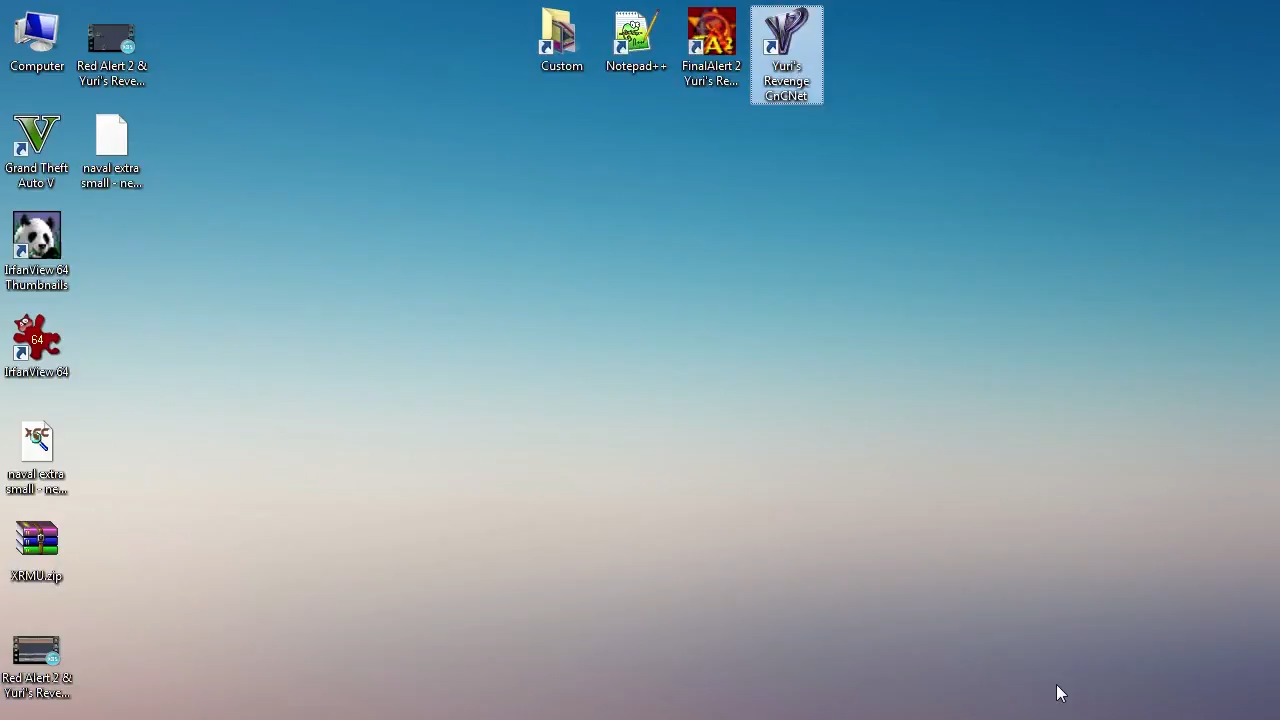 Computer
Red Alert 2 &
Yuri's Reve...
Custom
Notepad++
FinalAlert 2
Yuri's Re...
Yuri's
Revenge
CnCNet
Grand Theft
Auto V
naval extra
small - ne...
IrfanView 64
Thumbnails
64
IrfanView 64
naval extra
small - ne...
XRMU.zip
Red Alert 2 &
Yuri's Reve...